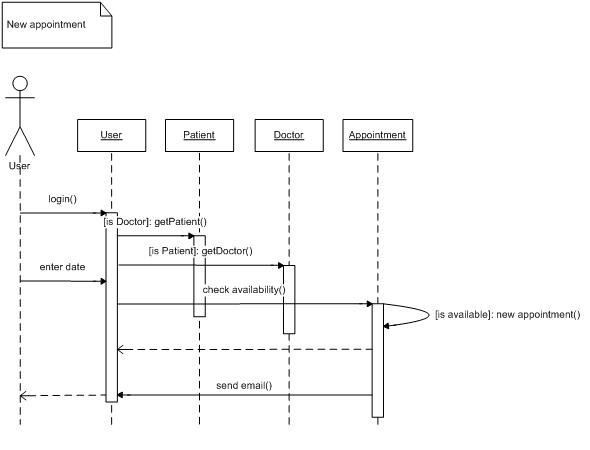 New appointment
User
User
Patient
Doctor
Appointment
login()
[is Doctor]: getPatient()
[is Patient]: getDoctor()
enter date
check availability()
[is available]: new appointment()
send email()